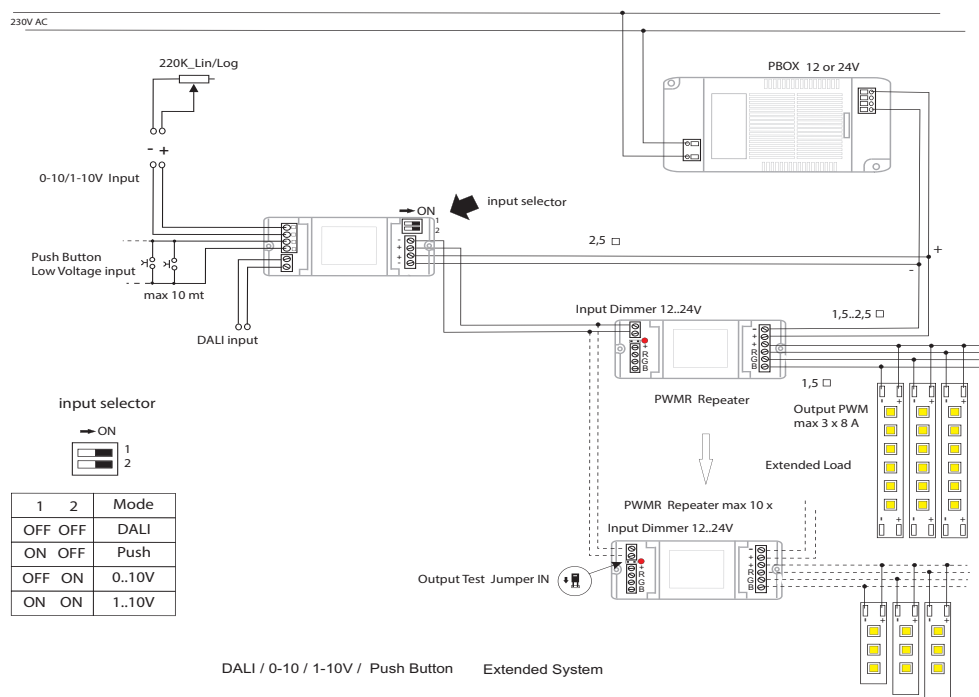 230V AC
220K_Lin/Log
PBOX 12 or 24V
- +
0-10/1-10V Input
ON
1
2
input selector
-
+
+
-
2,5 □
+
-
Push Button
Low Voltage input
max 10 mt
DALI input
Input Dimmer 12..24V
1,5..2,5 □
+
R
G
B
-
+
+
R
G
B
PWMR Repeater
1,5 □
Output PWM
max 3 x 8 A
Extended Load
input selector
ON
1
2
1 2 Mode
OFF OFF DALI
ON OFF Push
OFF ON 0..10V
ON ON 1..10V
PWMR Repeater max 10 x
Input Dimmer 12..24V
+
R
G
B
-
+
+
R
G
B
Output Test Jumper IN
DALI / 0-10 / 1-10V / Push Button Extended System